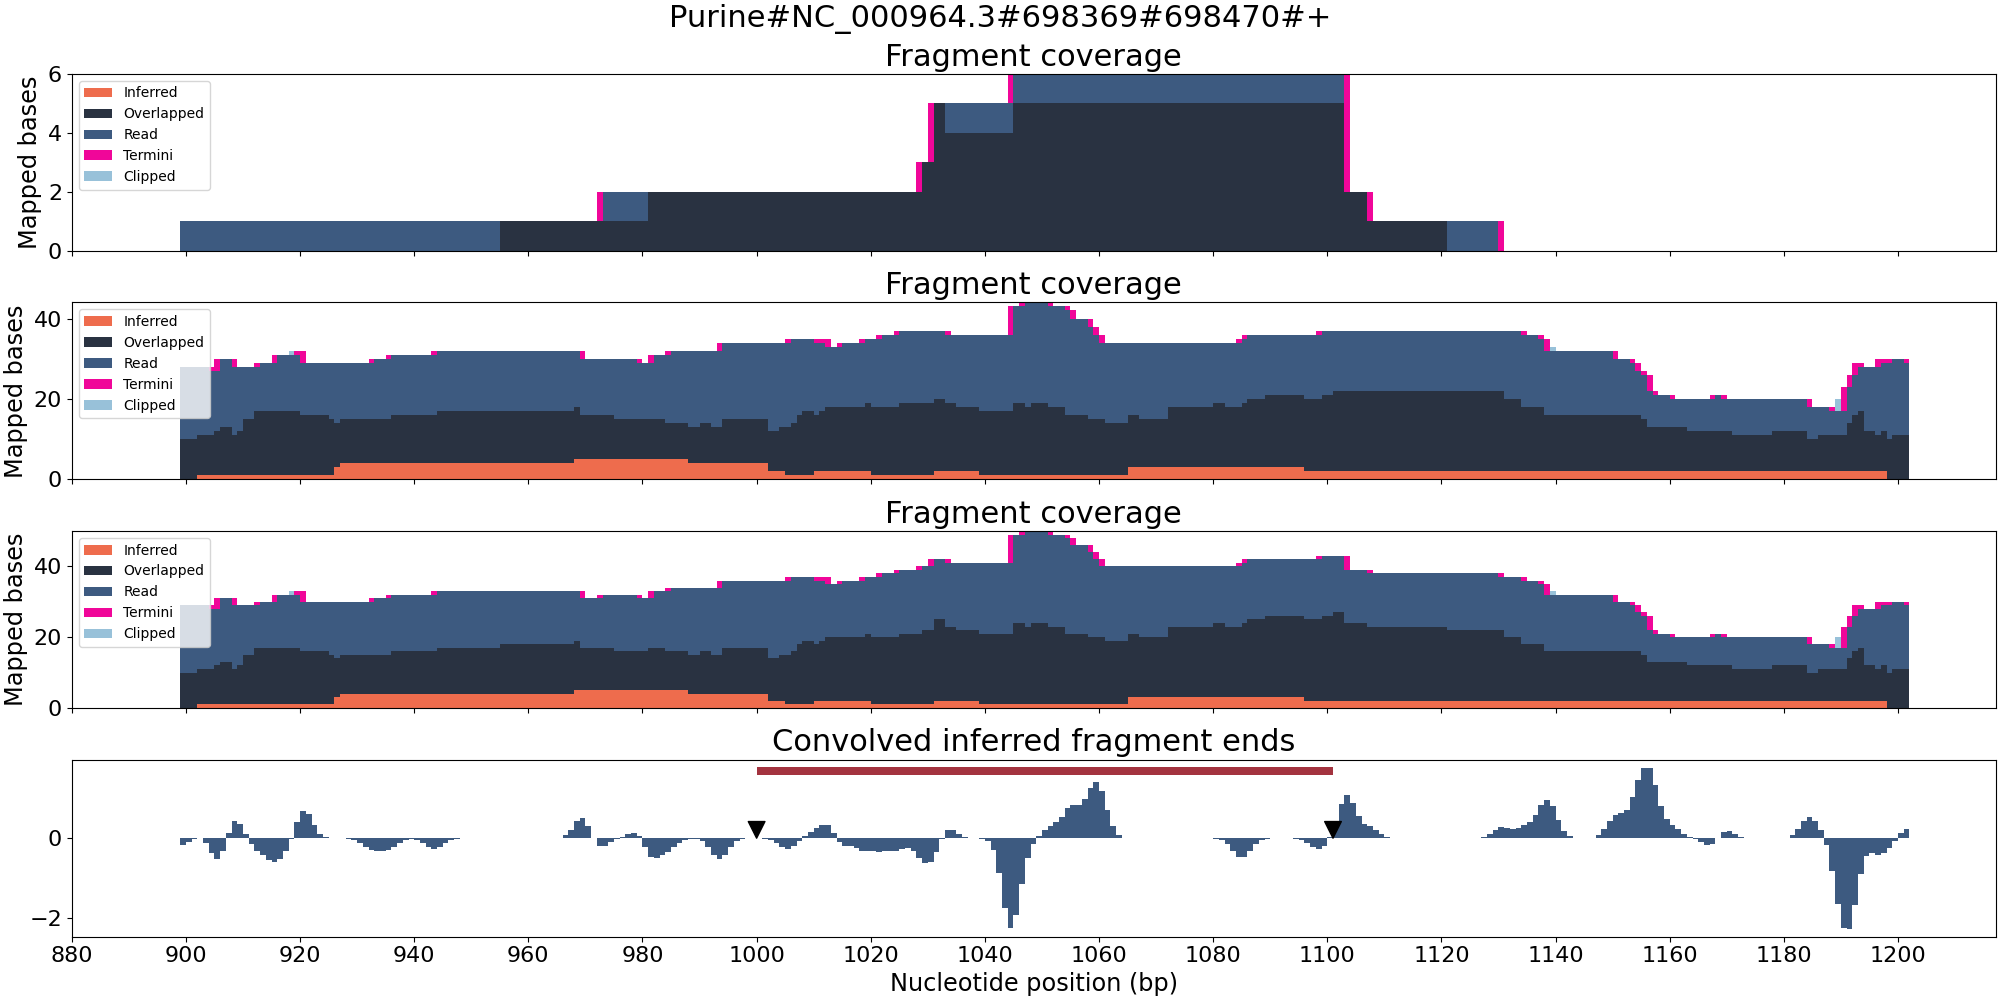 Purine#NC_000964.3#698369#698470#+
Fragment coverage
Mapped bases
6
4
2
0
Inferred
Overlapped
Read
Termini
Clipped
Fragment coverage
Mapped bases
40
20
0
Inferred
Overlapped
Read
Termini
Clipped
Fragment coverage
Mapped bases
40
20
0
Inferred
Overlapped
Read
Termini
Clipped
Convolved inferred fragment ends
0
−2
880 900 920 940 960 980 1000 1020 1040 1060 1080 1100 1120 1140 1160 1180 1200
Nucleotide position (bp)